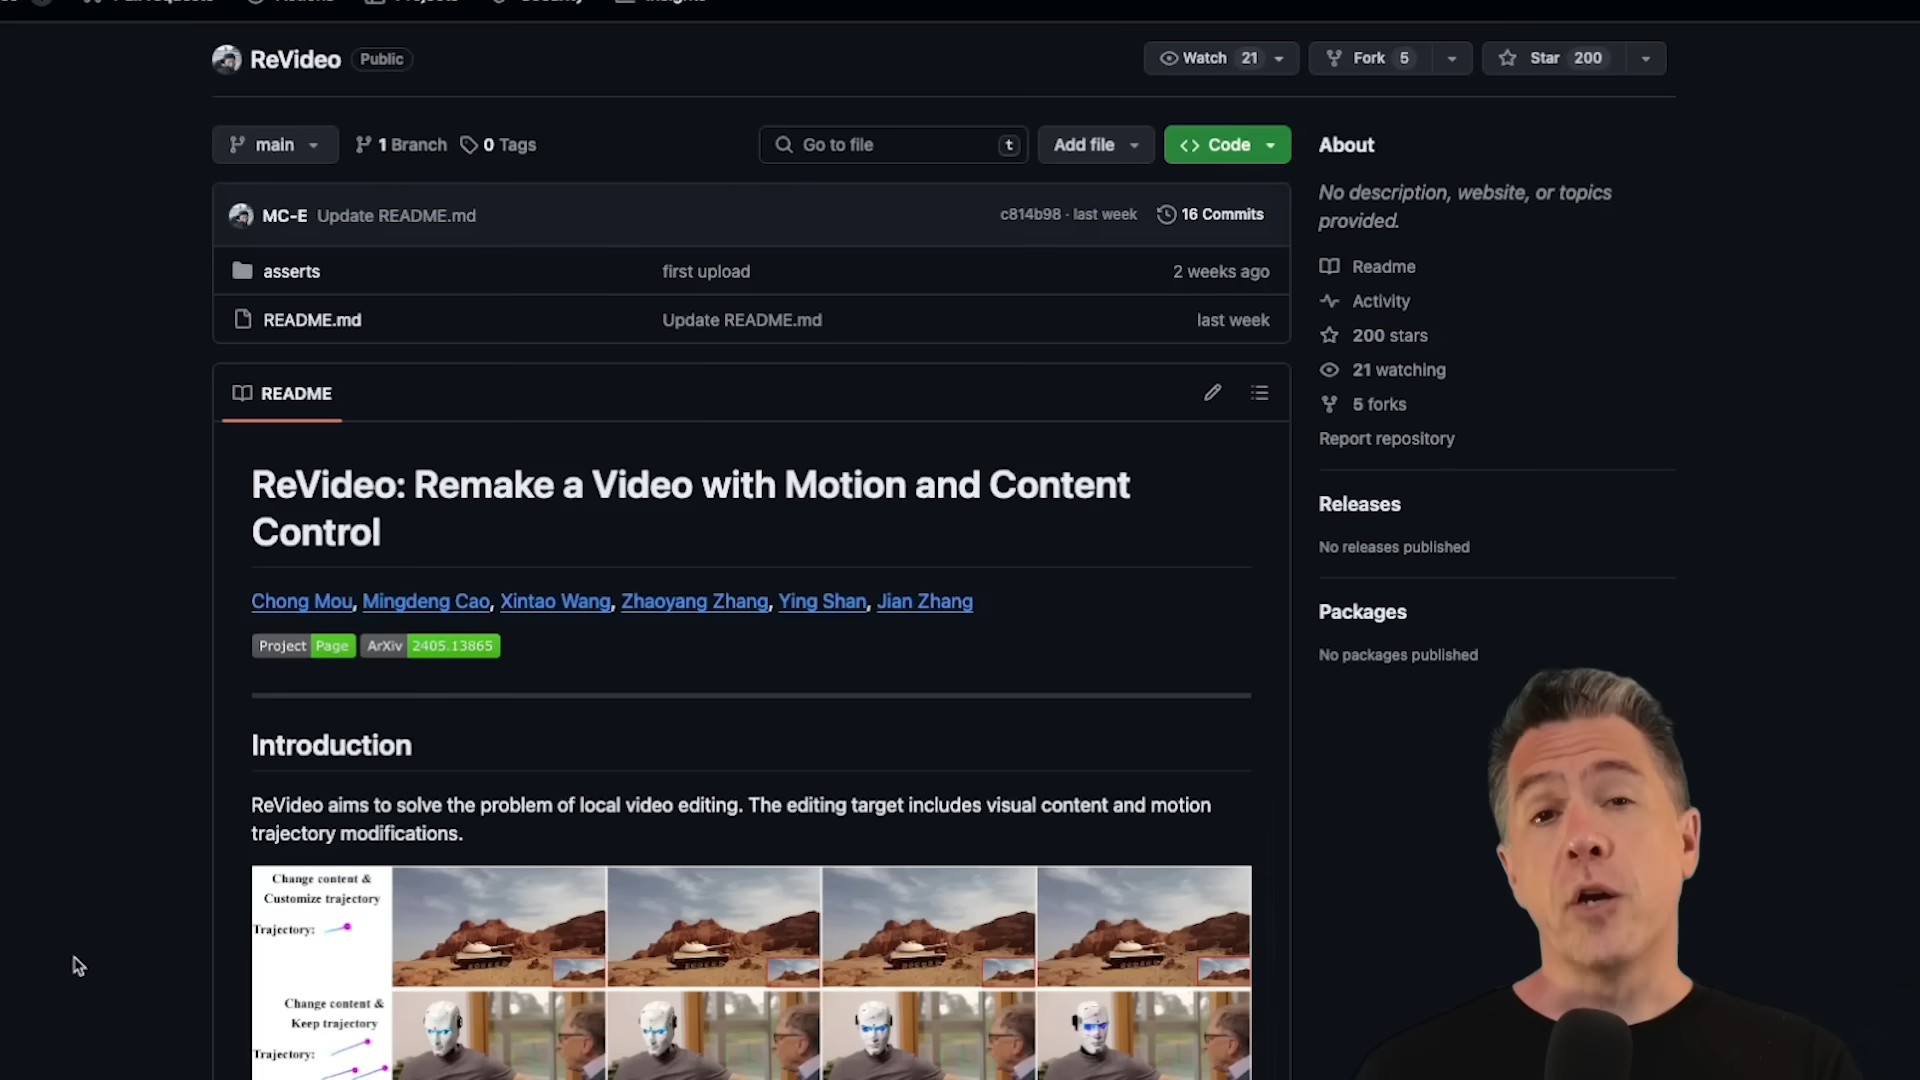 ReVideo Public
Watch 21 Fork 5 Star 200
main 1 Branch 0 Tags Go to file t Add file Code
MC-E Update README.md c814b98 · last week 16 Commits
asserts first upload 2 weeks ago
README.md Update README.md last week
README
ReVideo: Remake a Video with Motion and Content
Control
Chong Mou, Mingdeng Cao, Xintao Wang, Zhaoyang Zhang, Ying Shan, Jian Zhang
Project Page ArXiv 2405.13865
Introduction
ReVideo aims to solve the problem of local video editing. The editing target includes visual content and motion
trajectory modifications.
Change content &
Customize trajectory
Trajectory:
Change content &
Keep trajectory
Trajectory:
About
No description, website, or topics
provided.
Readme
Activity
200 stars
21 watching
5 forks
Report repository
Releases
No releases published
Packages
No packages published